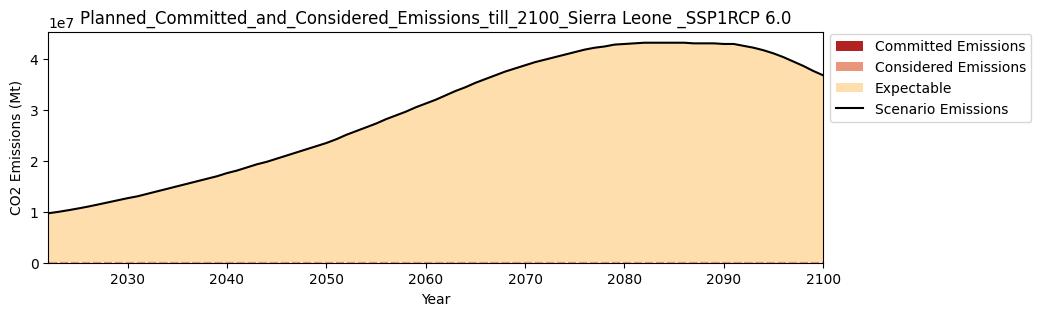 Planned_Committed_and_Considered_Emissions_till_2100_Sierra Leone _SSP1RCP 6.0
1e7
4
3
2
1
0
CO2 Emissions (Mt)
2030 2040 2050 2060 2070 2080 2090 2100
Year
Committed Emissions
Considered Emissions
Expectable
Scenario Emissions